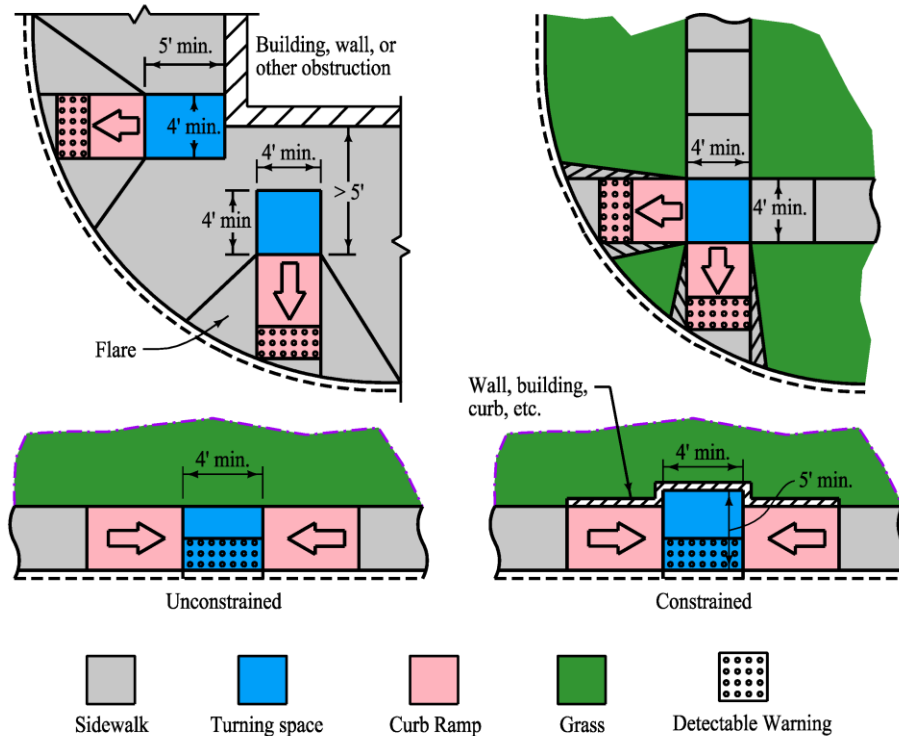 5' min.
Building, wall, or
other obstruction
4' min.
4' min.
> 5'
4' min
Flare
4' min.
4' min.
Wall, building,
curb, etc.
4' min.
4' min.
5' min.
Unconstrained
Constrained
Sidewalk
Turning space
Curb Ramp
Grass
Detectable Warning